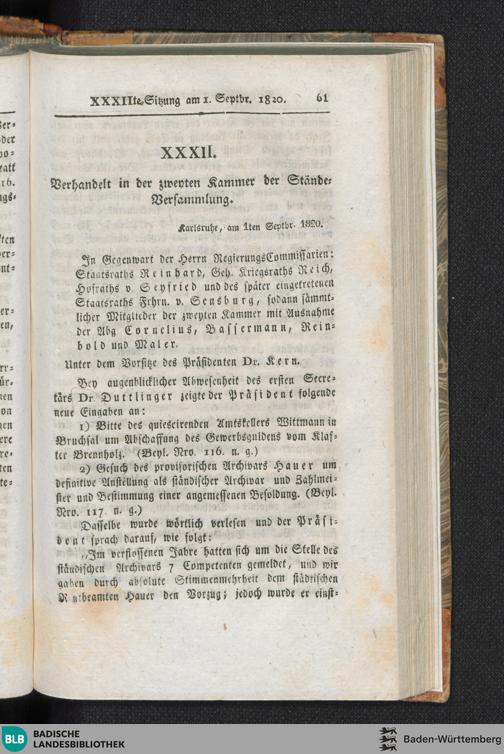 XXXIIte Sitzung am 1. Septbr. 1820. 61
XXXII.
Verhandelt in der zweyten Kammer der Stände-
Versammlung.
Karlsruhe, am 1ten Septbr. 1820.
In Gegenwart der Herrn RegierungsCommissarien:
Staatsraths Reinhard, Geh. Kriegsraths Reich,
Hofraths v. Seyfried und des später eingetretenen
Staatsraths Frhrn. v. Sensburg, sodann sämmt-
licher Mitglieder der zweyten Kammer mit Ausnahme
der Abg Cornelius, Bassermann, Rein-
bold und Maler.
Unter dem Vorsitze des Präsidenten Dr. Kern.
Bey augenblicklicher Abwesenheit des ersten Secre-
tärs Dr. Duttlinger zeigte der Präsident folgende
neue Eingaben an:
1) Bitte des quiescirenden Amtskellers Wittmann in
Bruchsal um Abschaffung des Gewerbsguldens vom Klaf-
ter Brennholz. (Beyl. Nro. 116. n. g.)
2) Gesuch des provisorischen Archivars Hauer um
definitive Anstellung als ständischer Archivar und Zahlmei-
ster und Bestimmung einer angemessenen Besoldung. (Beyl.
Nro. 117 n. g.)
Dasselbe wurde wörtlich verlesen und der Präsi-
dent sprach darauf, wie folgt:
„Im verflossenen Jahre hatten sich um die Stelle des
ständischen Archivars 7 Competenten gemeldet, und wir
gaben durch absolute Stimmenmehrheit dem städtischen
Hauer den Vorzug; jedoch wurde er einst-
BLB BADISCHE
LANDESBIBLIOTHEK
Baden-Württemberg